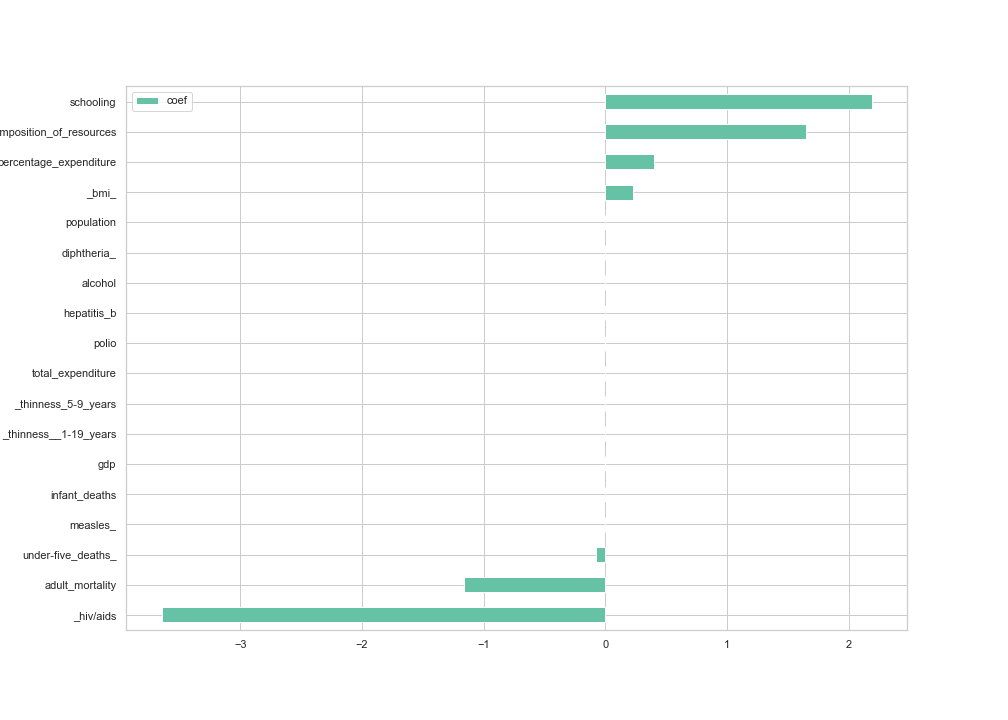 coef
schooling
mposition_of_resources
percentage_expenditure
_bmi_
population
diphtheria_
alcohol
hepatitis_b
polio
total_expenditure
_thinness_5-9_years
_thinness__1-19_years
gdp
infant_deaths
measles_
under-five_deaths_
adult_mortality
_hiv/aids
−3 −2 −1 0 1 2